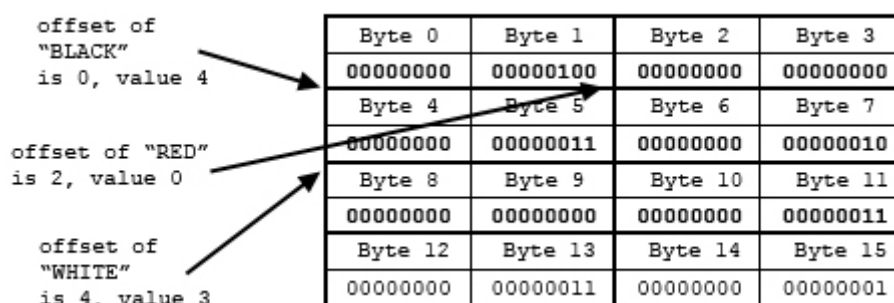 offset of
"BLACK"
is 0, value 4
offset of "RED"
is 2, value 0
offset of
"WHITE"
is 4, value 3
Byte 0 Byte 1 Byte 2 Byte 3
00000000 00000100 00000000 00000000
Byte 4 Byte 5 Byte 6 Byte 7
00000000 00000011 00000000 00000010
Byte 8 Byte 9 Byte 10 Byte 11
00000000 00000000 00000000 00000011
Byte 12 Byte 13 Byte 14 Byte 15
00000000 00000011 00000000 00000001